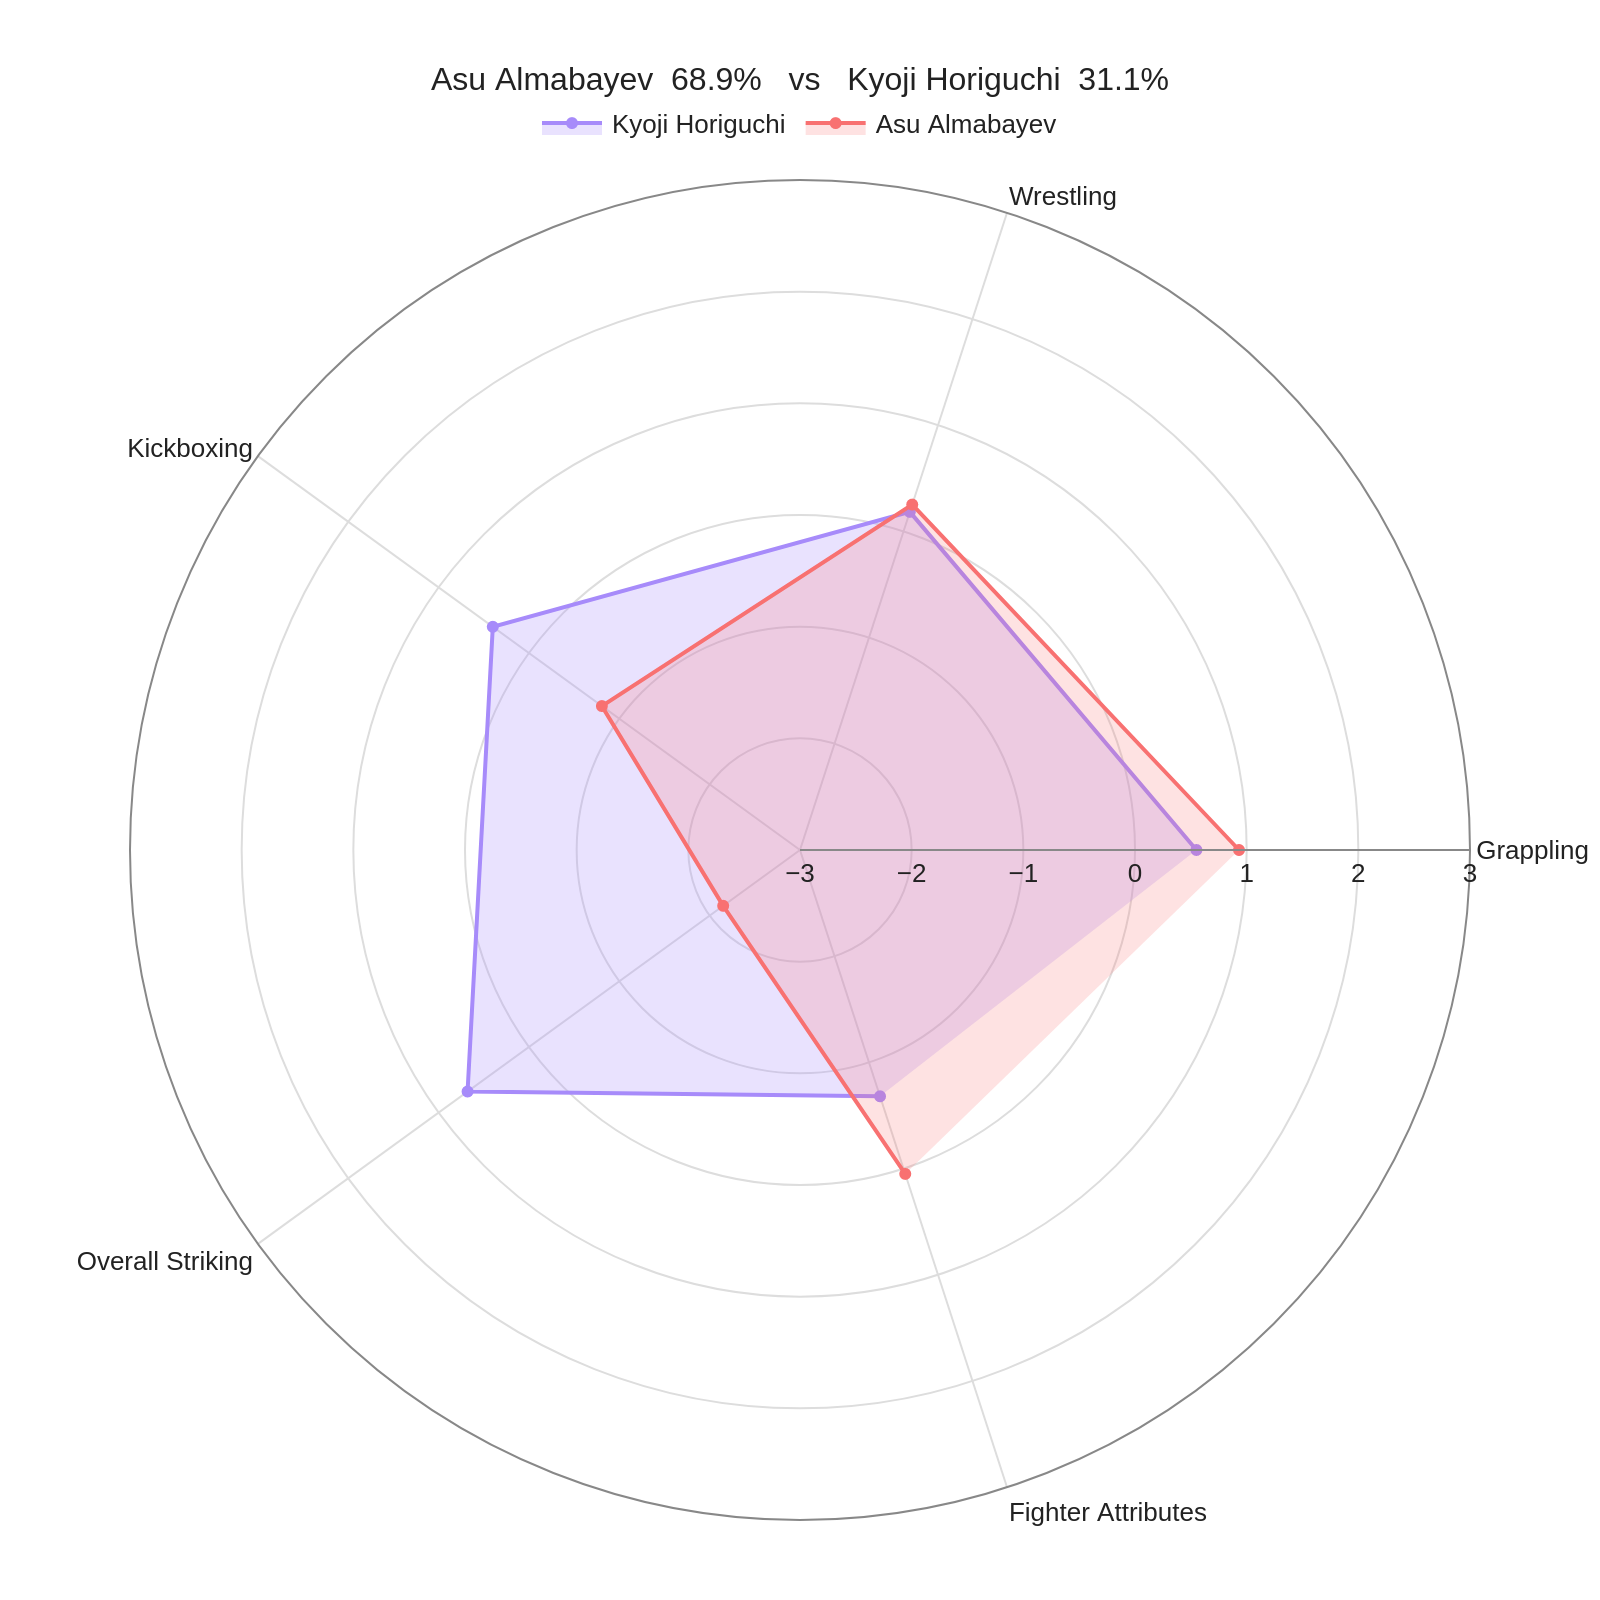 Asu Almabayev  68.9%   vs   Kyoji Horiguchi  31.1%
Kyoji Horiguchi
Asu Almabayev
Wrestling
Kickboxing
Grappling
−3
−2
−1
0
1
2
3
Overall Striking
Fighter Attributes